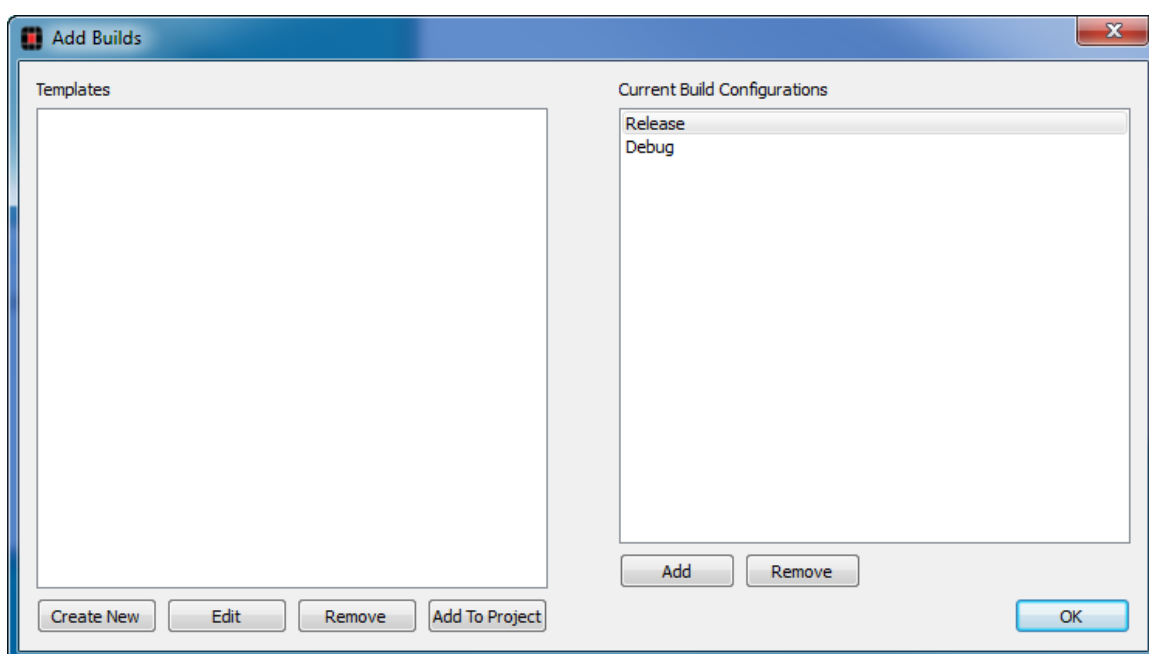 Add Builds
Templates
Current Build Configurations
Release
Debug
Add Remove
Create New Edit Remove Add To Project
OK